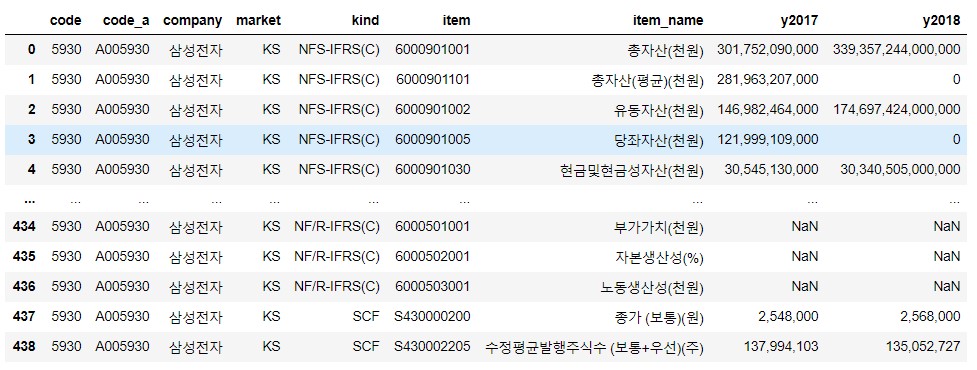 code code_a company market kind item item_name y2017 y2018
0 5930 A005930 삼성전자 KS NFS-IFRS(C) 6000901001 총자산(천원) 301,752,090,000 339,357,244,000,000
1 5930 A005930 삼성전자 KS NFS-IFRS(C) 6000901101 총자산(평균)(천원) 281,963,207,000 0
2 5930 A005930 삼성전자 KS NFS-IFRS(C) 6000901002 유동자산(천원) 146,982,464,000 174,697,424,000,000
3 5930 A005930 삼성전자 KS NFS-IFRS(C) 6000901005 당좌자산(천원) 121,999,109,000 0
4 5930 A005930 삼성전자 KS NFS-IFRS(C) 6000901030 현금및현금성자산(천원) 30,545,130,000 30,340,505,000,000
... ... ... ... ... ... ... ... ... ...
434 5930 A005930 삼성전자 KS NF/R-IFRS(C) 6000501001 부가가치(천원) NaN NaN
435 5930 A005930 삼성전자 KS NF/R-IFRS(C) 6000502001 자본생산성(%) NaN NaN
436 5930 A005930 삼성전자 KS NF/R-IFRS(C) 6000503001 노동생산성(천원) NaN NaN
437 5930 A005930 삼성전자 KS SCF S430000200 종가 (보통)(원) 2,548,000 2,568,000
438 5930 A005930 삼성전자 KS SCF S430002205 수정평균발행주식수 (보통+우선)(주) 137,994,103 135,052,727